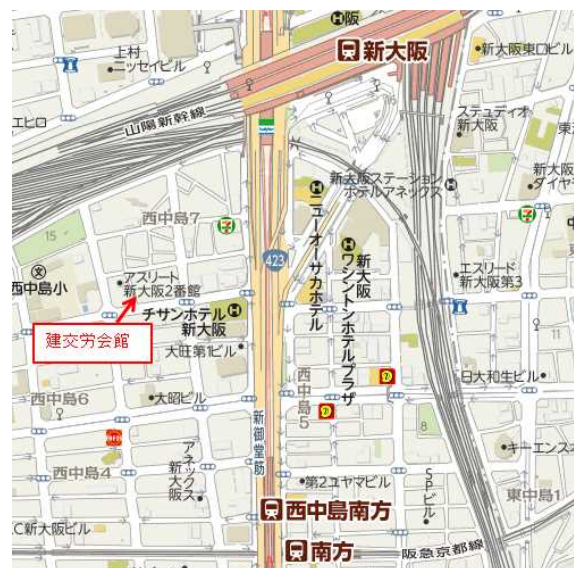 阪
新大阪
新大阪東口ビル
上村
ニッセイビル
山陽新幹線
エヒロ
ステュディオ
新大阪
東
新大阪
ダイヤ
新大阪ステーション
ホテルアネックス
西中島7
15
文
西中島小
アスリート
新大阪2番館
423
ニューオーサカホテル
新大阪
ワシントンホテルプラザ
エスリード
新大阪第3
建交労会館
チサンホテル
新大阪
大旺第1ビル
11
西中島6
大昭ビル
新御堂筋
西中島5
日大和生ビル
8
キーエンス
西中島4
アネックス
新大阪
第2ユヤマビル
SPビル
東中島1
C新大阪ビル
西中島南方
南方
阪急京都線